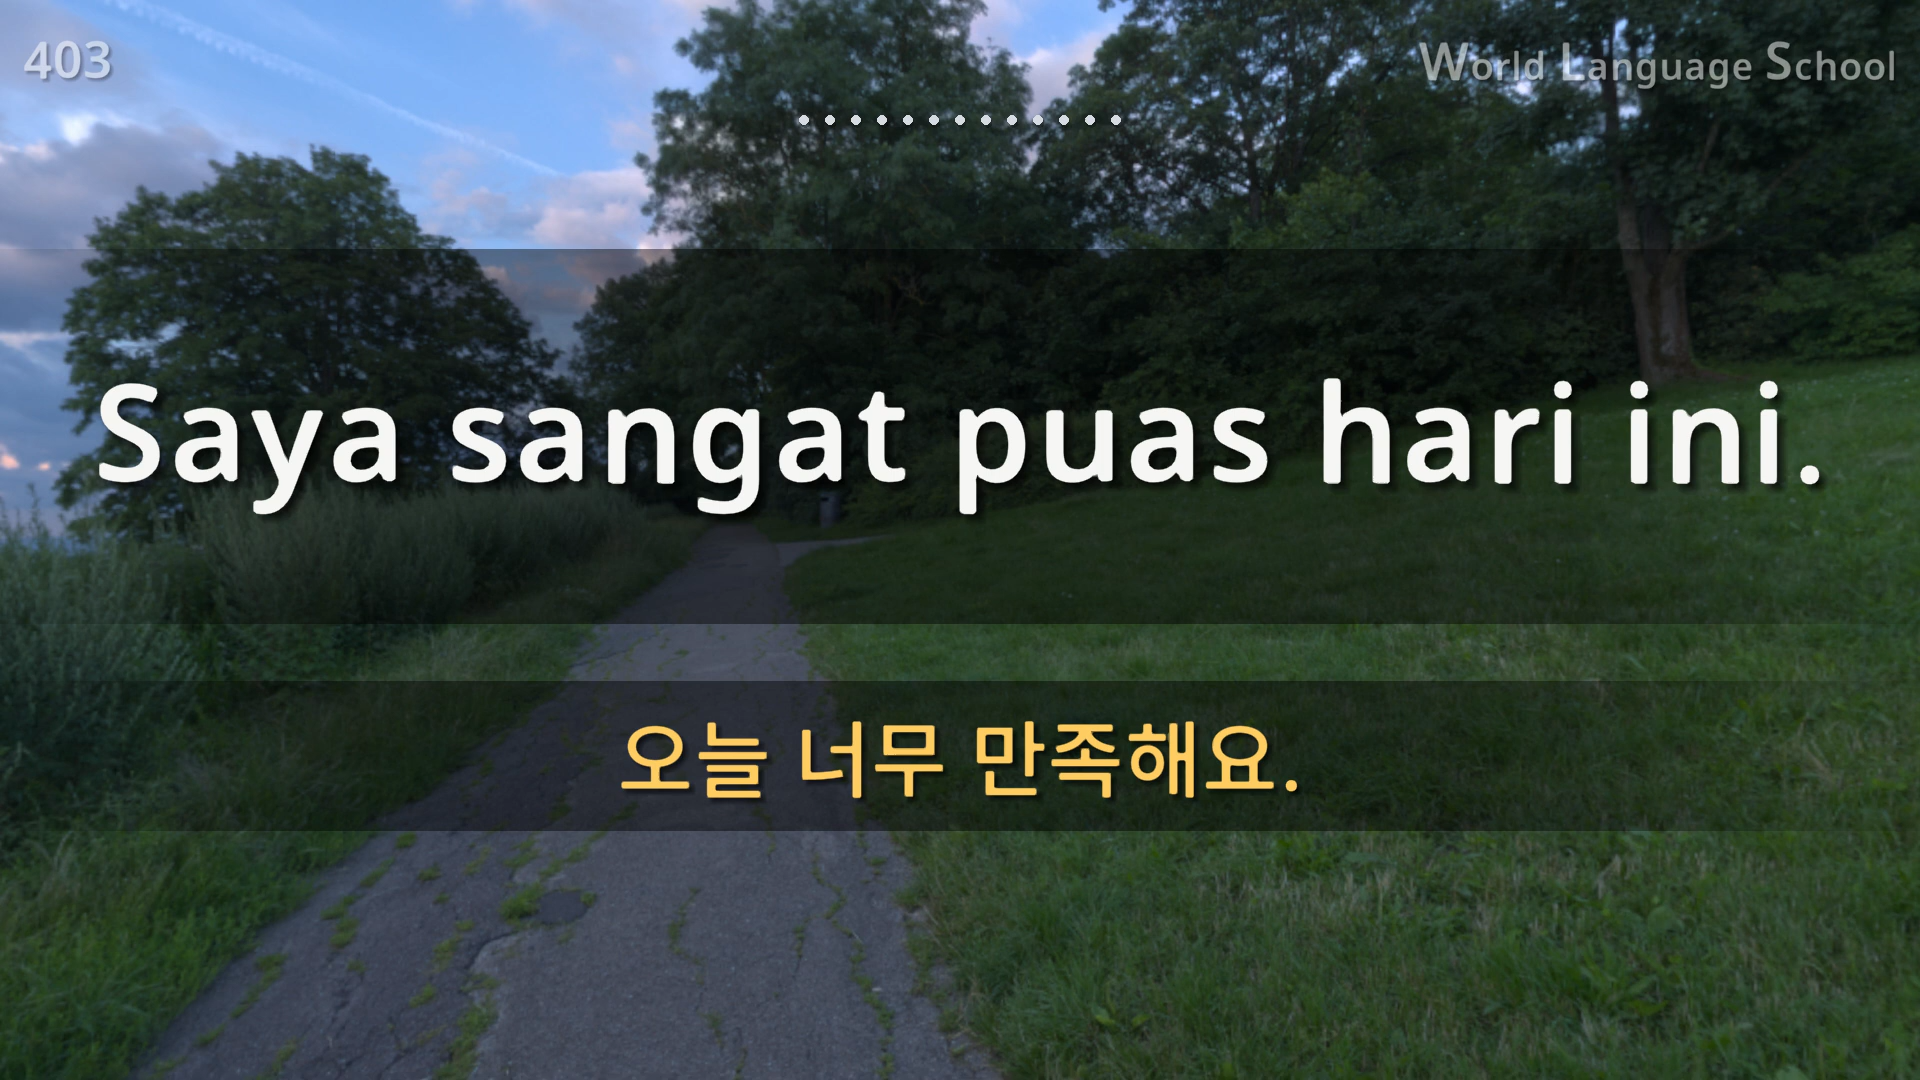 403
World Language School
Saya sangat puas hari ini.
오늘 너무 만족해요.